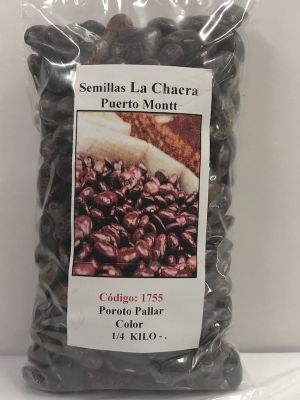 Semillas La Chacra
Puerto Montt
Código: 1755
Poroto Pallar
Color
1/4 KILO - .